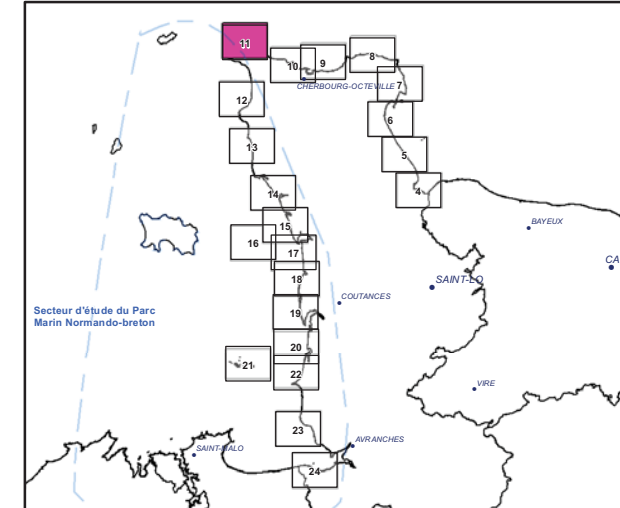 11
10
9
8
CHERBOURG-OCTEVILLE
7
12
6
13
5
14
4
15
BAYEUX
16
17
CA
18
SAINT-LO
COUTANCES
19
Secteur d'étude du Parc
Marin Normando-breton
20
21
22
VIRE
23
AVRANCHES
SAINT-MALO
24